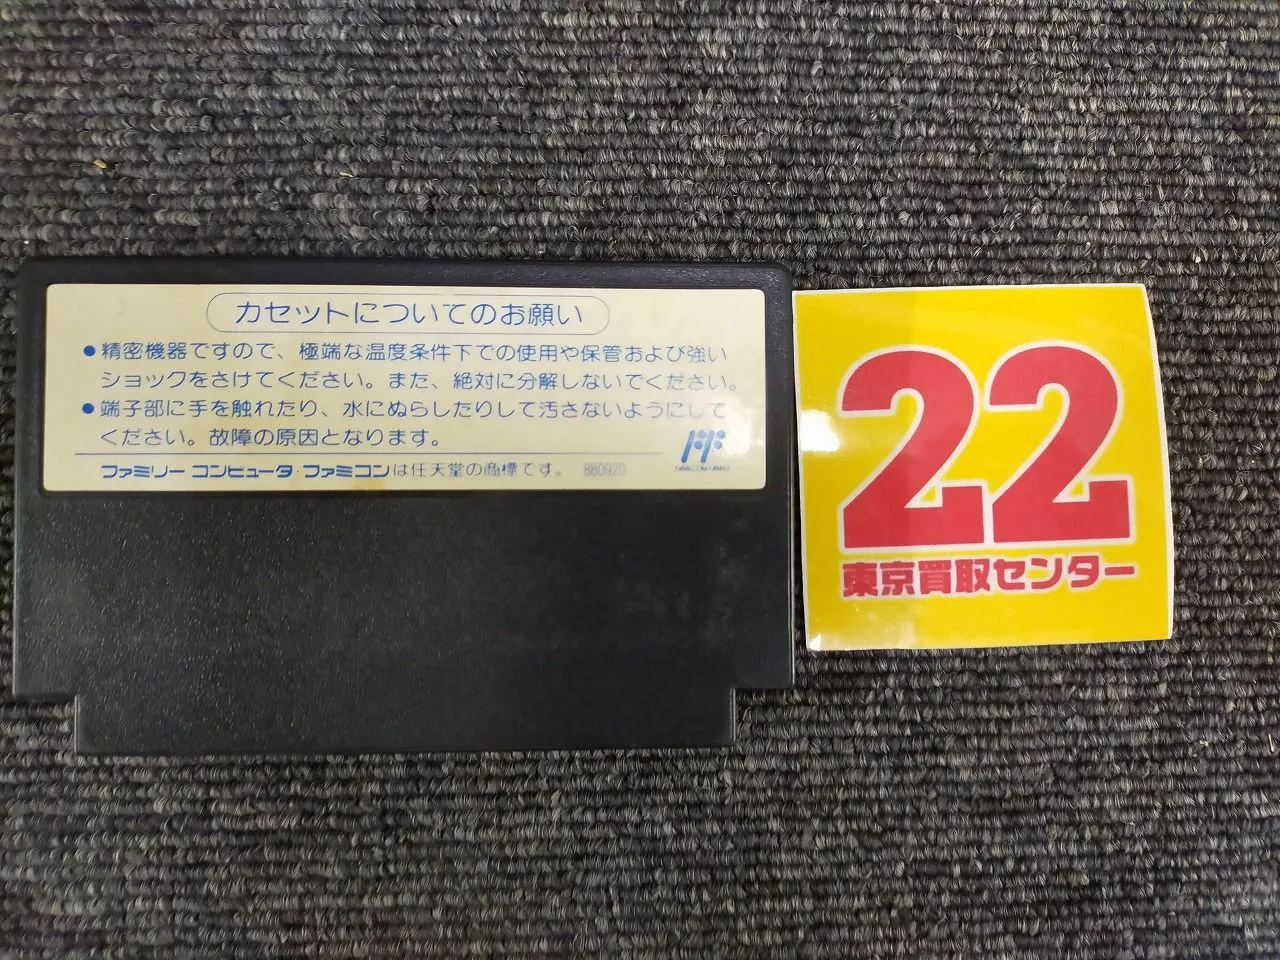 カセットについてのお願い
●精密機器ですので、極端な温度条件下での使用や保管および強い
ショックをさけてください。また、絶対に分解しないでください。
●端子部に手を触れたり、水にぬらしたりして汚さないようにして
ください。故障の原因となります。
FAMICOM FAMILY
ファミリー コンピュータ・ファミコンは任天堂の商標です。 880920
22
東京買取センター